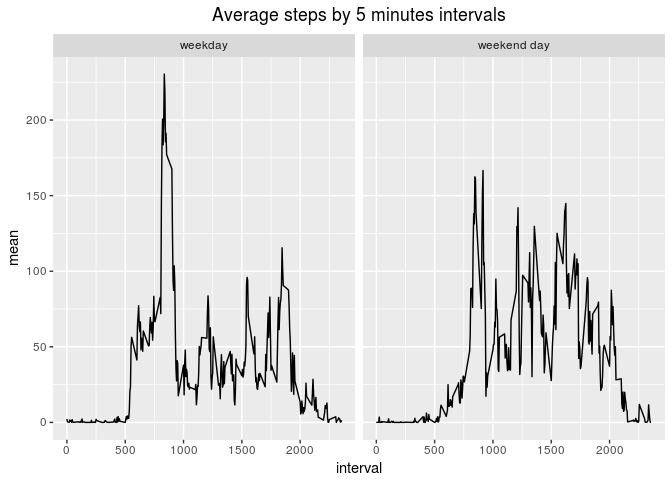 Average steps by 5 minutes intervals
weekday
weekend day
mean
200
150
100
50
0
0 500 1000 1500 2000
0 500 1000 1500 2000
interval